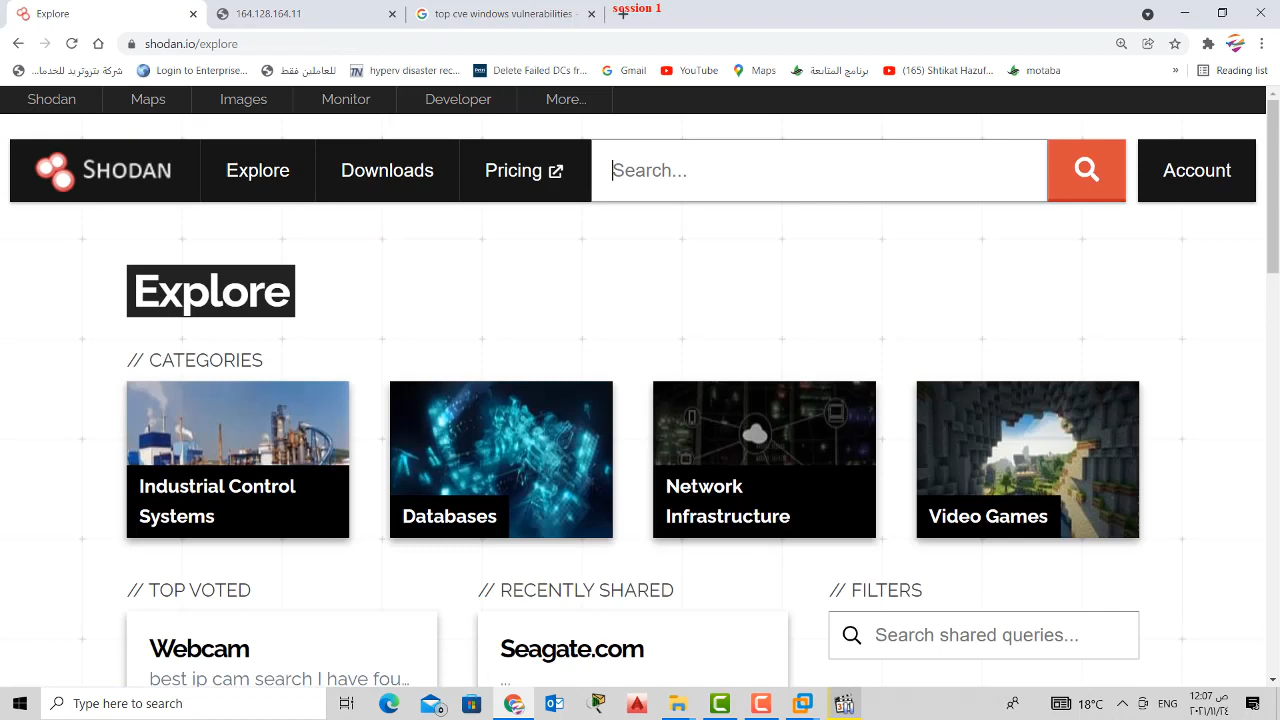 session 1
Explore
164.128.164.11
top cve windows vulnerabilities -
shodan.io/explore
شركة بتروتريد للخدما...
Login to Enterprise...
للعاملين فقط
hyperv disaster rec...
Delete Failed DCs fr...
Gmail
YouTube
Maps
برنامج المتابعة
(165) Shtikat Hazuf...
motaba
»
Reading list
Shodan
Maps
Images
Monitor
Developer
More...
SHODAN
Explore
Downloads
Pricing
Search...
Account
Explore
// CATEGORIES
Industrial Control
Systems
Databases
Network
Infrastructure
Video Games
// TOP VOTED
// RECENTLY SHARED
// FILTERS
Webcam
best ip cam search I have fou...
Seagate.com
...
Search shared queries...
Type here to search
18°C
ENG
12:07 ص